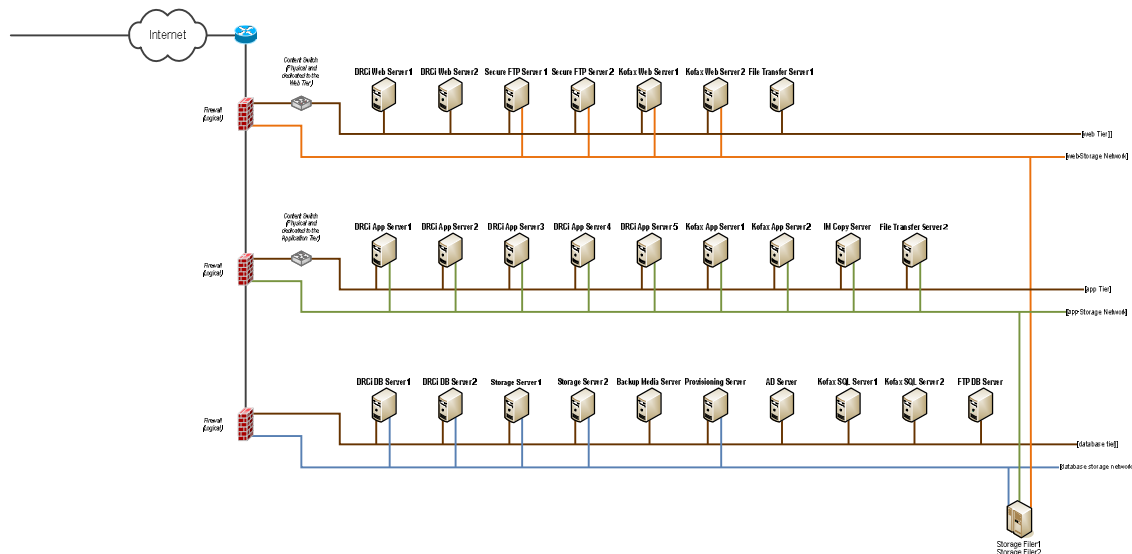 Internet
Content Switch
(Physical and
dedicated to the
Web Tier)
DRCi Web Server1
DRCi Web Server2
Secure FTP Server 1
Secure FTP Server 2
Kofax Web Server1
Kofax Web Server 2
File Transfer Server1
Firewall
(Logical)
[web Tier]]
[web-Storage Network]
Content Switch
(Physical and
dedicated to the
Application Tier)
DRCi App Server1
DRCi App Server2
DRCi App Server3
DRCi App Server4
DRCi App Server5
Kofax App Server1
Kofax App Server2
IM Copy Server
File Transfer Server2
Firewall
(Logical)
[app Tier]
[app-Storage Network]
DRCi DB Server1
DRCi DB Server2
Storage Server1
Storage Server2
Backup Media Server
Provisioning Server
AD Server
Kofax SQL Server1
Kofax SQL Server2
FTP DB Server
Firewall
(Logical)
[database tier]]
[database storage network
Storage Filer1
Storage Filer2